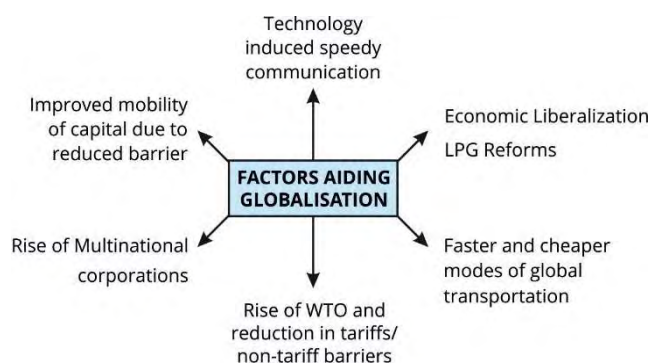 Technology
induced speedy
communication
Improved mobility
of capital due to
reduced barrier
Economic Liberalization
LPG Reforms
FACTORS AIDING
GLOBALISATION
Rise of Multinational
corporations
Faster and cheaper
modes of global
transportation
Rise of WTO and
reduction in tariffs/
non-tariff barriers